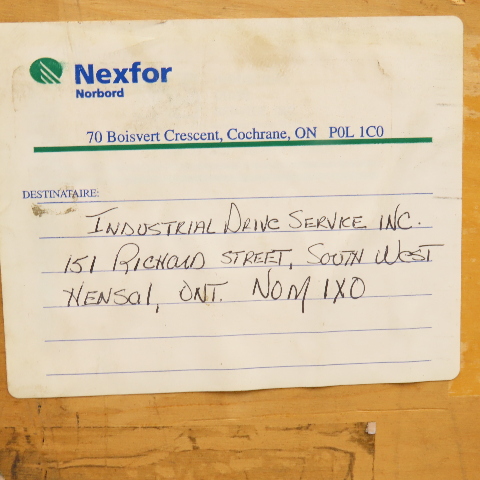 Nexfor
Norbord
70 Boisvert Crescent, Cochrane, ON P0L 1C0
DESTINATAIRE:
INDUSTRIAL DRIVE SERVICE INC.
151 RICHARD STREET, SOUTH WEST
HENSAL, ONT. N0M 1X0